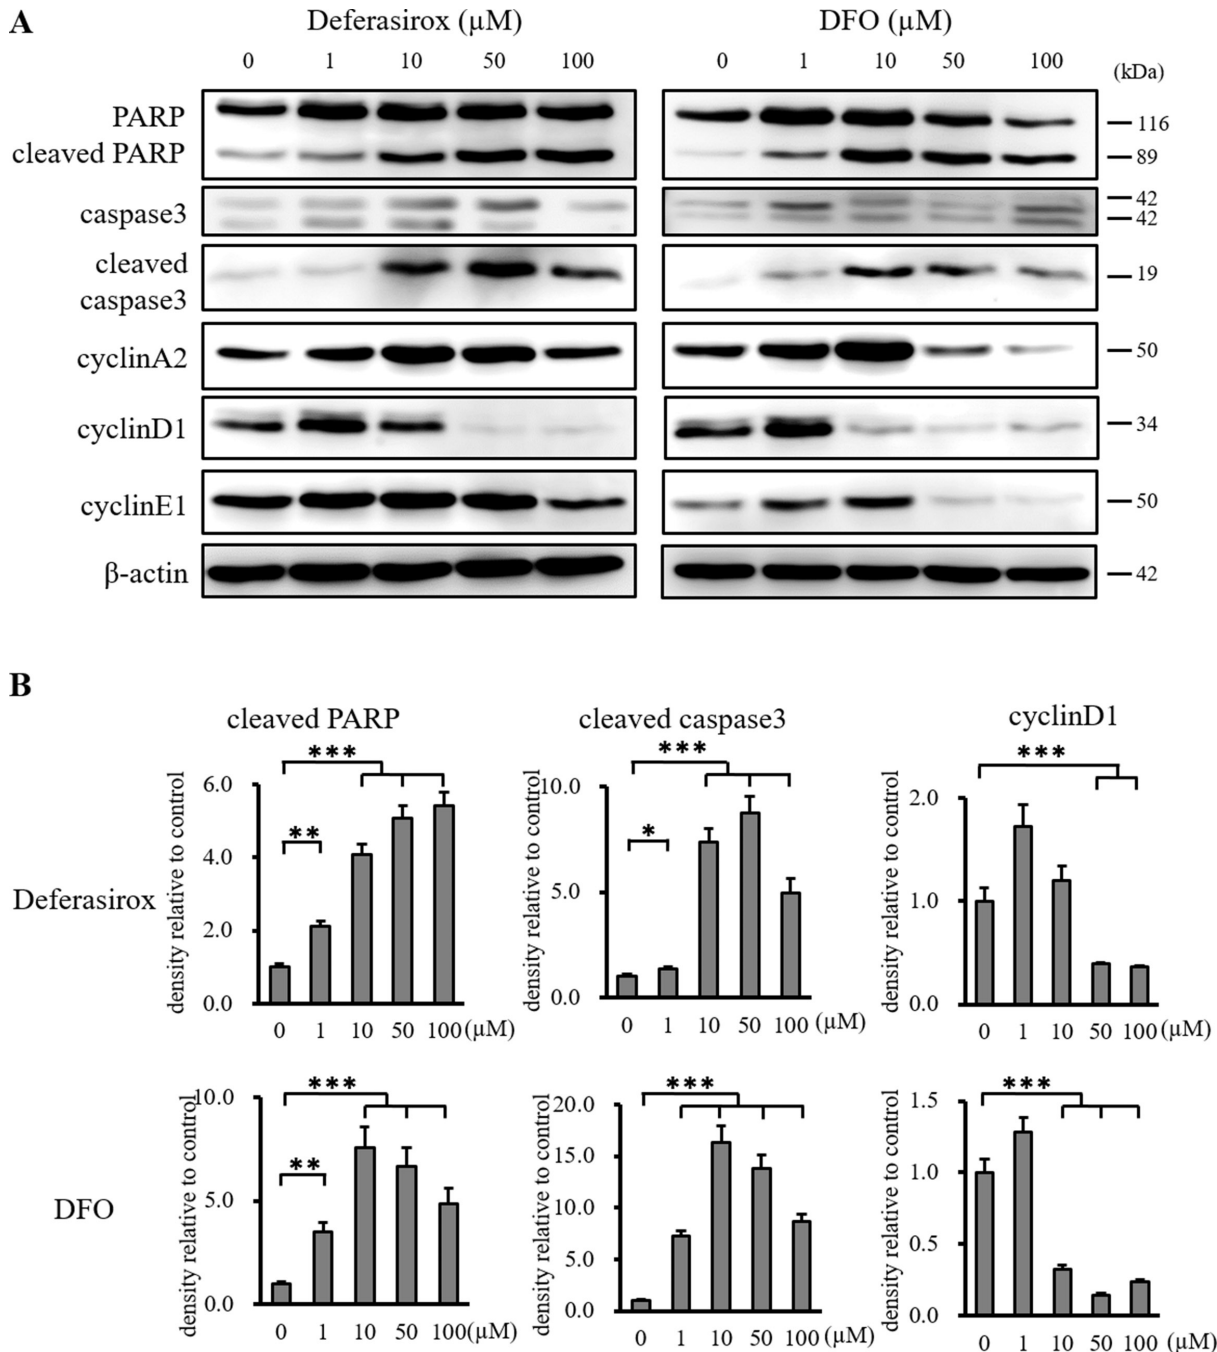 A
Deferasirox (μM)
DFO (μM)
0 1 10 50 100
0 1 10 50 100
(kDa)
PARP
116
cleaved PARP
89
caspase3
42
42
cleaved
caspase3
19
cyclinA2
50
cyclinD1
34
cyclinE1
50
β-actin
42
B
cleaved PARP
cleaved caspase3
cyclinD1
Deferasirox
density relative to control
6.0
4.0
2.0
0.0
***
**
0 1 10 50 100 (μM)
density relative to control
10.0
5.0
0.0
***
*
0 1 10 50 100 (μM)
density relative to control
2.0
1.0
0.0
***
0 1 10 50 100 (μM)
DFO
density relative to control
10.0
5.0
0.0
***
**
0 1 10 50 100 (μM)
density relative to control
20.0
15.0
10.0
5.0
0.0
***
0 1 10 50 100 (μM)
density relative to control
1.5
1.0
0.5
0.0
***
0 1 10 50 100 (μM)